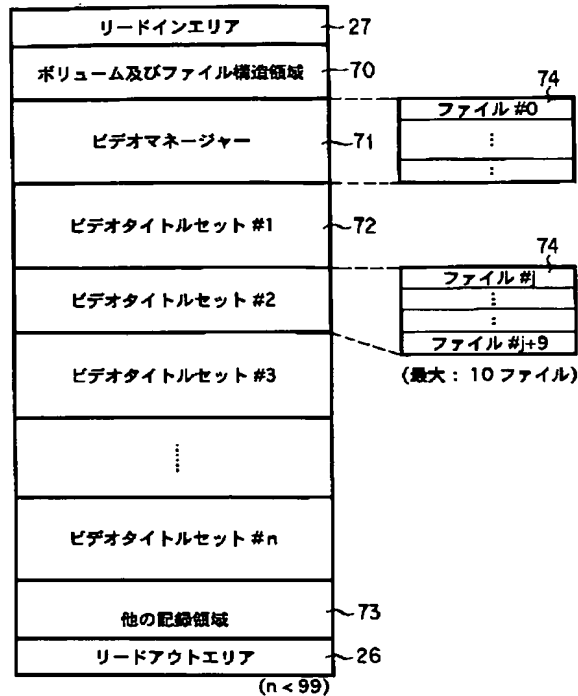 リードインエリア 27
ボリューム及びファイル構造領域 70
74
ファイル #0
ビデオマネージャー 71
ビデオタイトルセット #1 72
74
ファイル #j
ビデオタイトルセット #2
ファイル #j+9
(最大: 10 ファイル)
ビデオタイトルセット #3
ビデオタイトルセット #n
他の記録領域 73
リードアウトエリア 26
(n < 99)